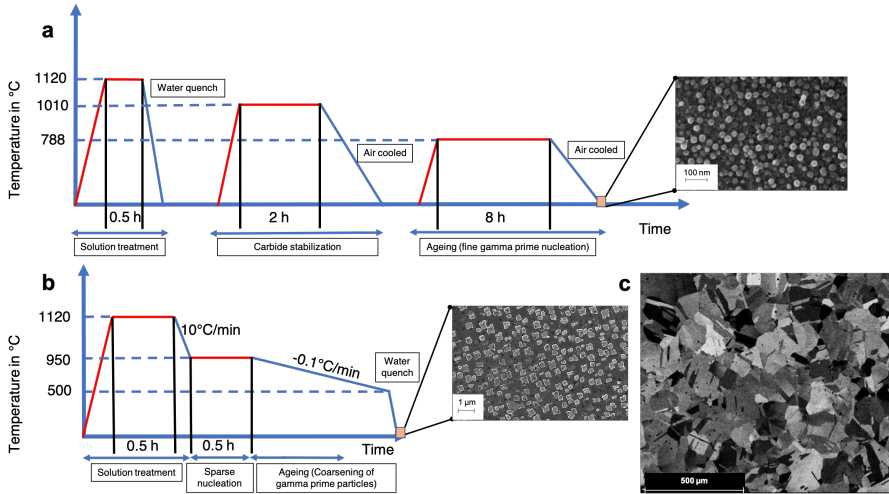 a
Temperature in °C
1120
1010
788
Water quench
Air cooled
Air cooled
0.5 h
2 h
8 h
Time
Solution treatment
Carbide stabilization
Ageing (fine gamma prime nucleation)
100 nm
b
Temperature in °C
1120
950
500
10°C/min
-0.1°C/min
Water
quench
0.5 h
0.5 h
Time
Solution treatment
Sparse
nucleation
Ageing (Coarsening of
gamma prime particles)
1 µm
c
500 µm